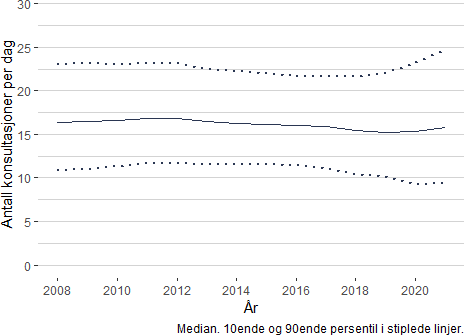 Antall konsultasjoner per dag
30
25
20
15
10
5
0
2008 2010 2012 2014 2016 2018 2020
År
Median. 10ende og 90ende persentil i stiplede linjer.